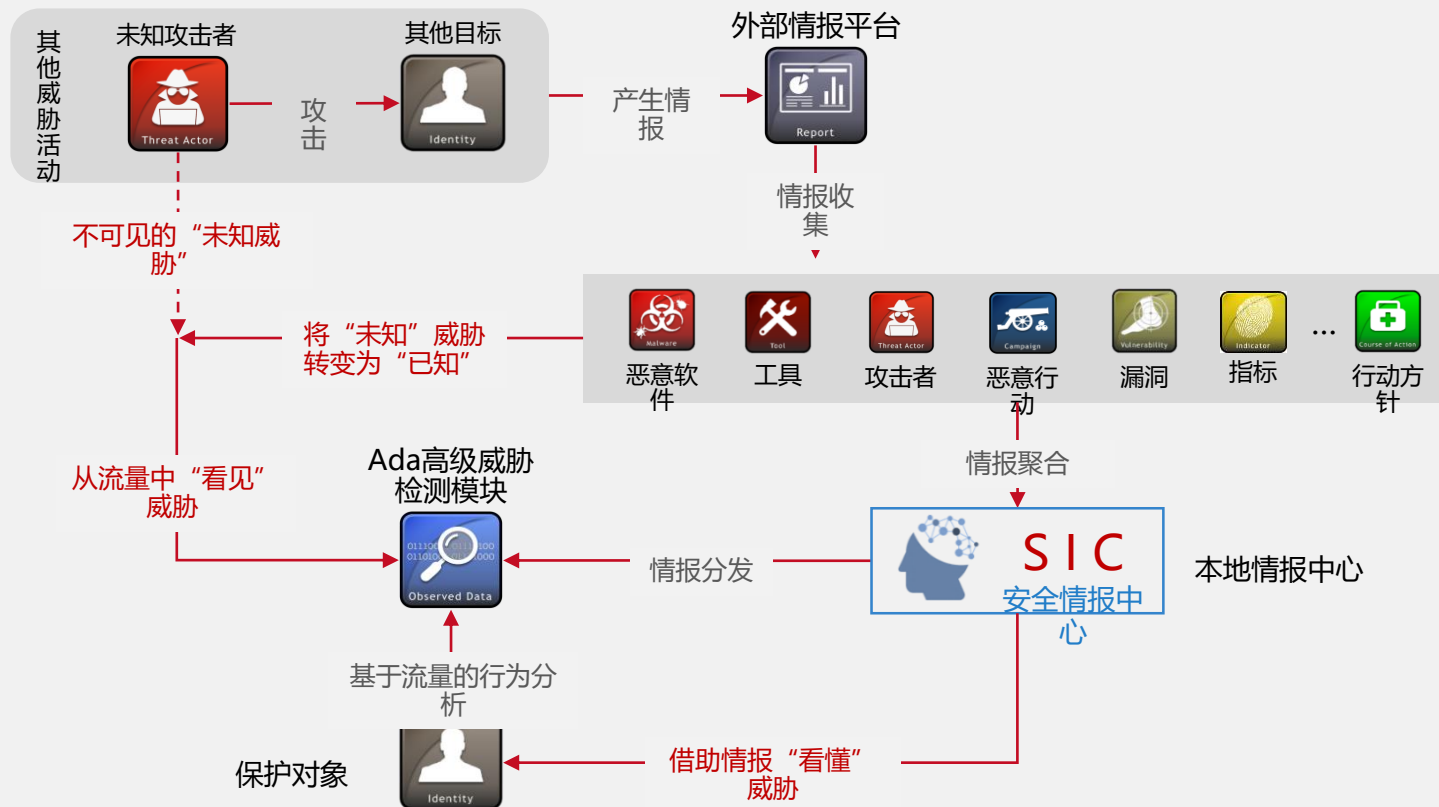 其他威胁活动
未知攻击者
其他目标
外部情报平台
Threat Actor
攻
击
Identity
产生情
报
Report
情报收
集
不可见的“未知威
胁”
将“未知”威胁
转变为“已知”
Malware
Tool
Threat Actor
Campaign
Vulnerability
Indicator
...
Course of Action
恶意软
件
工具
攻击者
恶意行
动
漏洞
指标
行动方
针
从流量中“看见”
威胁
Ada高级威胁
检测模块
Observed Data
情报聚合
情报分发
SIC
安全情报中
心
本地情报中心
基于流量的行为分
析
保护对象
Identity
借助情报“看懂”
威胁